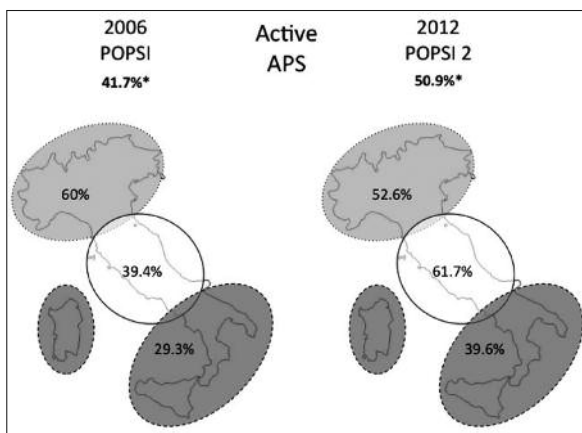 2006
POPSI
41.7%*
Active
APS
2012
POPSI 2
50.9%*
60%
39.4%
29.3%
52.6%
61.7%
39.6%